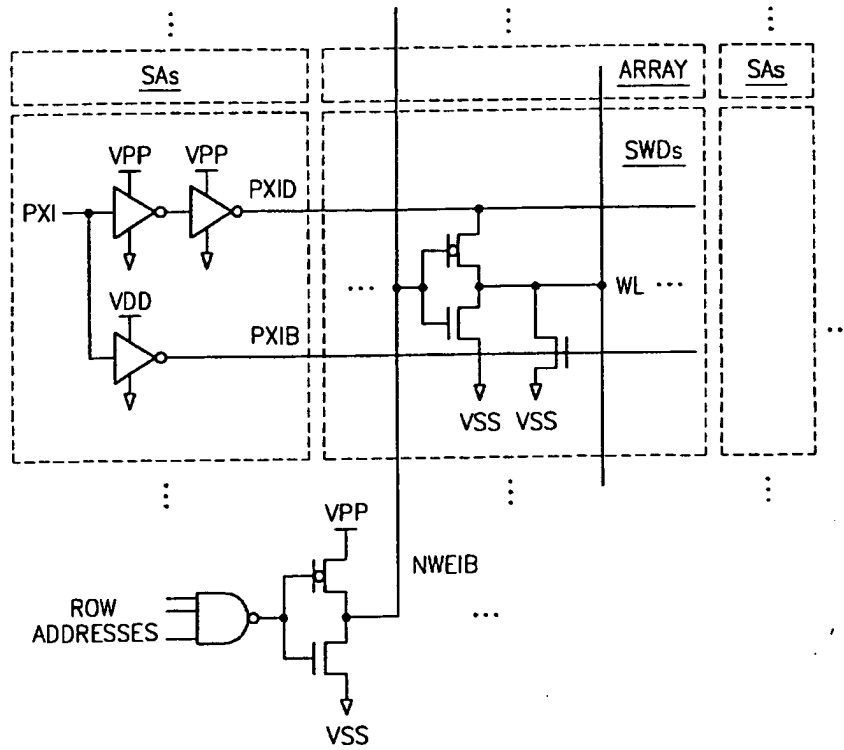 SAs
ARRAY
SAs
SWDs
VPP
VPP
PXI
PXID
WL
VDD
PXIB
VSS
VSS
VPP
NWEIB
ROW
ADDRESSES
VSS